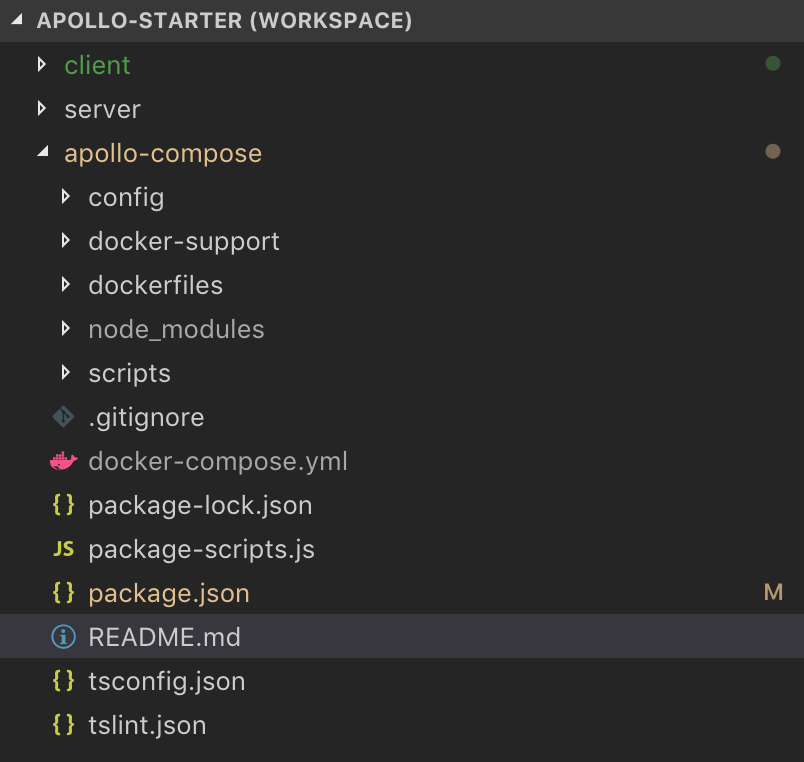 APOLLO-STARTER (WORKSPACE)
client
server
apollo-compose
config
docker-support
dockerfiles
node_modules
scripts
.gitignore
docker-compose.yml
{} package-lock.json
JS package-scripts.js
{} package.json M
i README.md
{} tsconfig.json
{} tslint.json